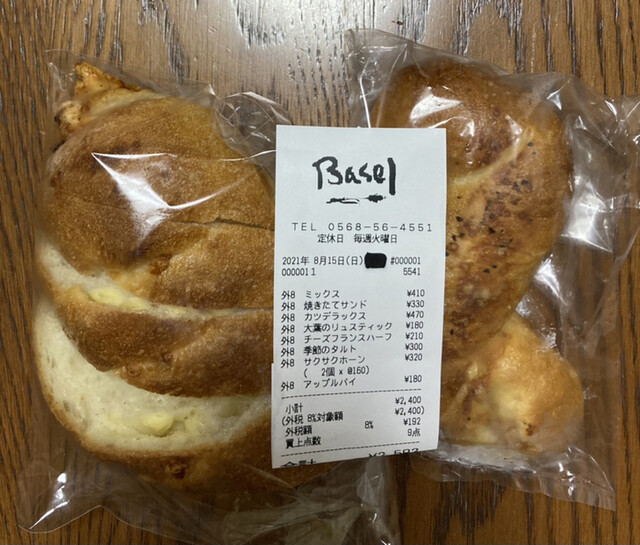 Basel
TEL 0568-56-4551
定休日 毎週火曜日
2021年 8月15日(日) #000001
0000011 5541
外8 ミックス ¥410
外8 焼きたてサンド ¥330
外8 カツデラックス ¥470
外8 大葉のリュスティック ¥180
外8 チーズフランスハーフ ¥210
外8 季節のタルト ¥300
外8 サクサクホーン ¥320
( 2個 x @160)
外8 アップルパイ ¥180
小計 ¥2,400
(外税 8%対象額 ¥2,400)
外税額 8% ¥192
買上点数 9点
合計